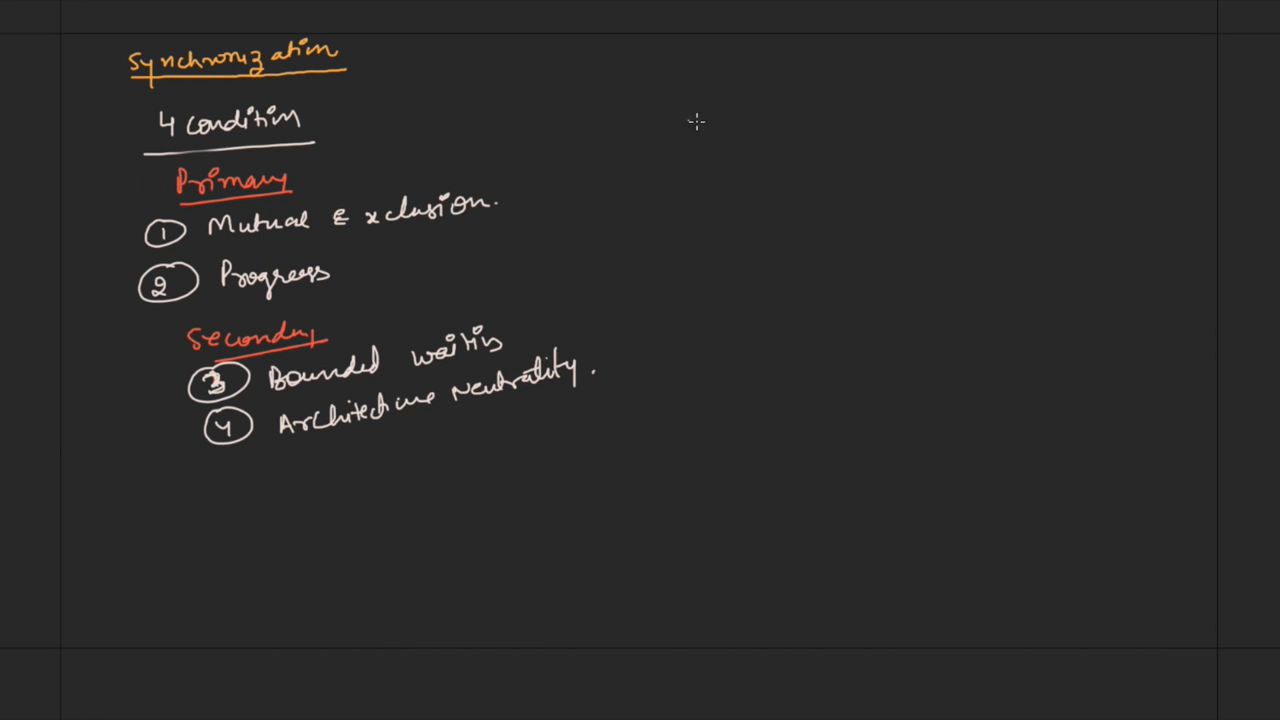 Synchronization
4 condition
Primary
1 Mutual Exclusion.
2 Progress
Secondary
3 Bounded waiting
4 Architecture Neutrality.